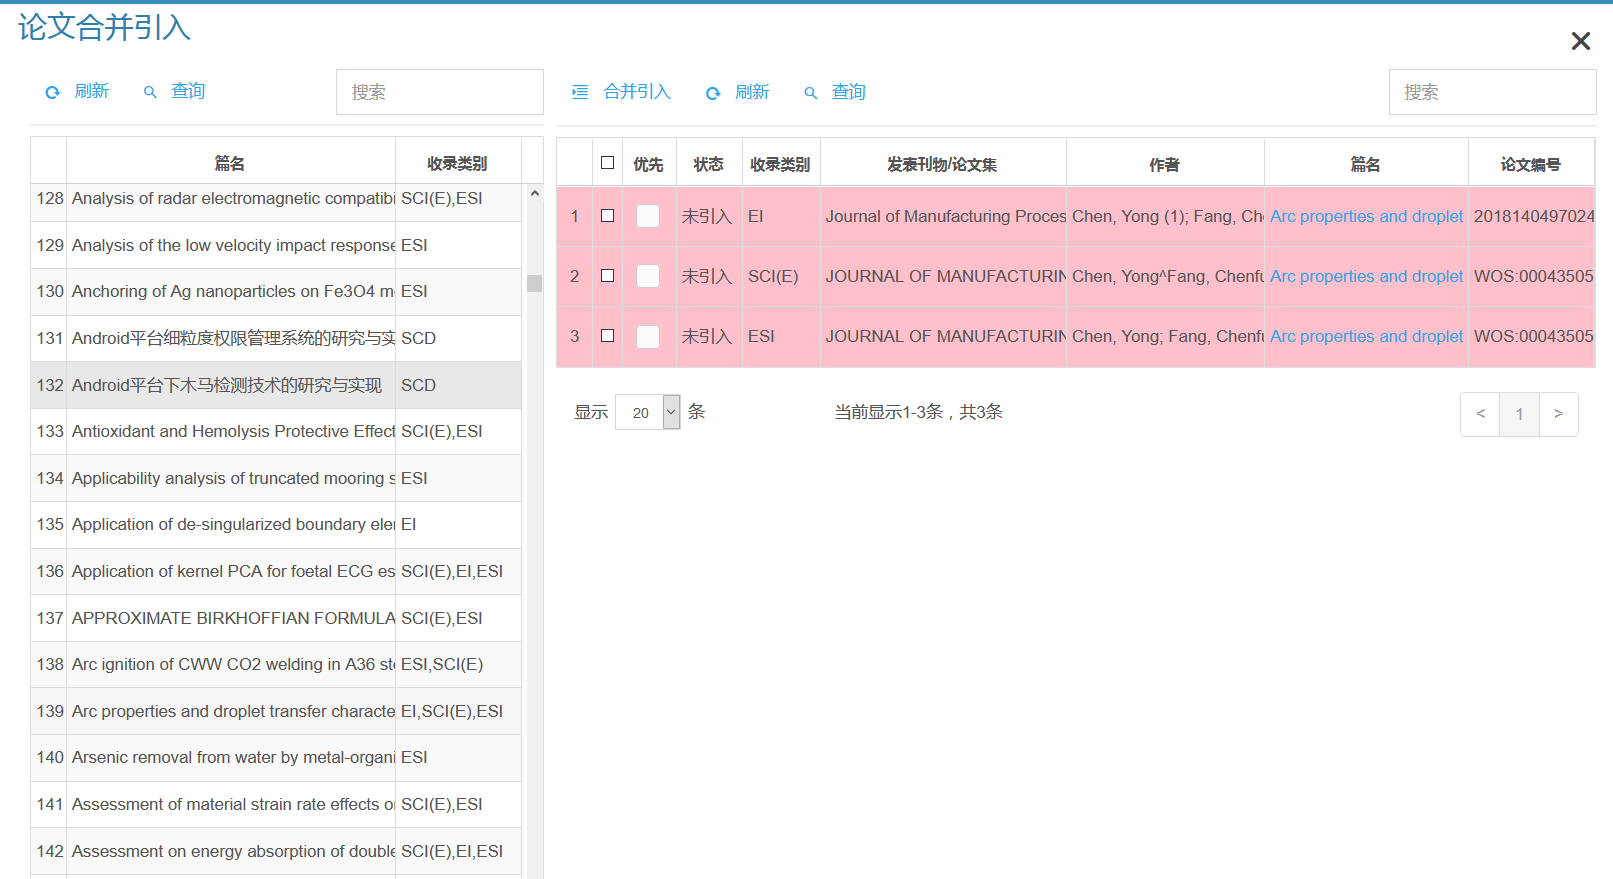 论文合并引入
刷新 查询 搜索
篇名 收录类别
128 Analysis of radar electromagnetic compatibi SCI(E),ESI
129 Analysis of the low velocity impact response ESI
130 Anchoring of Ag nanoparticles on Fe3O4 m ESI
131 Android平台细粒度权限管理系统的研究与实 SCD
132 Android平台下木马检测技术的研究与实现 SCD
133 Antioxidant and Hemolysis Protective Effect SCI(E),ESI
134 Applicability analysis of truncated mooring s ESI
135 Application of de-singularized boundary ele EI
136 Application of kernel PCA for foetal ECG es SCI(E),EI,ESI
137 APPROXIMATE BIRKHOFFIAN FORMULA SCI(E),ESI
138 Arc ignition of CWW CO2 welding in A36 ste ESI,SCI(E)
139 Arc properties and droplet transfer characte EI,SCI(E),ESI
140 Arsenic removal from water by metal-organi ESI
141 Assessment of material strain rate effects o SCI(E),ESI
142 Assessment on energy absorption of double SCI(E),EI,ESI
合并引入 刷新 查询 搜索
优先 状态 收录类别 发表刊物/论文集 作者 篇名 论文编号
1 未引入 EI Journal of Manufacturing Proces Chen, Yong (1); Fang, Ch Arc properties and droplet 2018140497024
2 未引入 SCI(E) JOURNAL OF MANUFACTURIN Chen, Yong^Fang, Chenfu Arc properties and droplet WOS:00043505
3 未引入 ESI JOURNAL OF MANUFACTURIN Chen, Yong; Fang, Chenfu Arc properties and droplet WOS:00043505
显示 20 条 当前显示1-3条，共3条 < 1 >